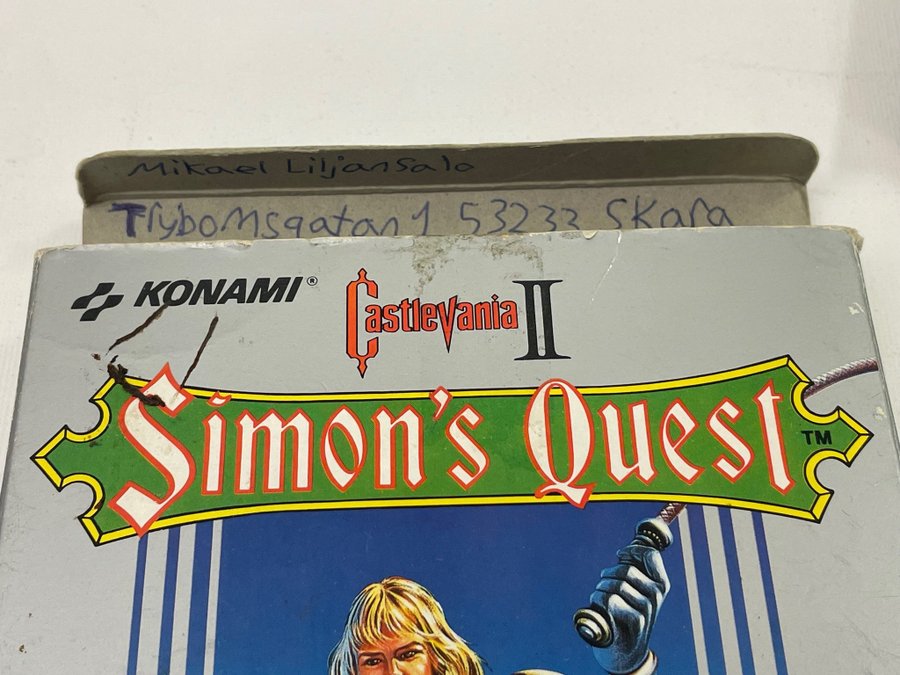 Mikael Liljansalo
Trybomsgatan 1 53233 Skara
KONAMI®
Castlevania II
Simon's Quest™